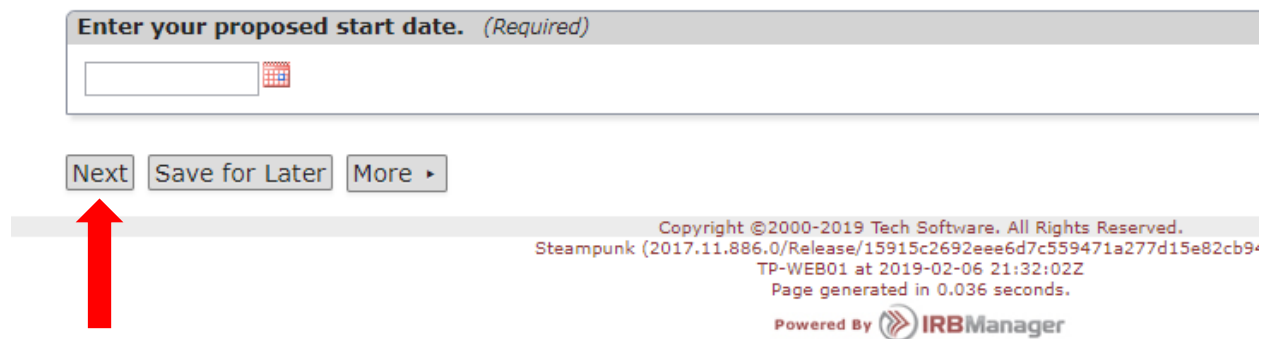 Enter your proposed start date. (Required)
Next Save for Later More ▸
Copyright ©2000-2019 Tech Software. All Rights Reserved.
Steampunk (2017.11.886.0/Release/15915c2692eee6d7c559471a277d15e82cb94
TP-WEB01 at 2019-02-06 21:32:02Z
Page generated in 0.036 seconds.
Powered By IRBManager